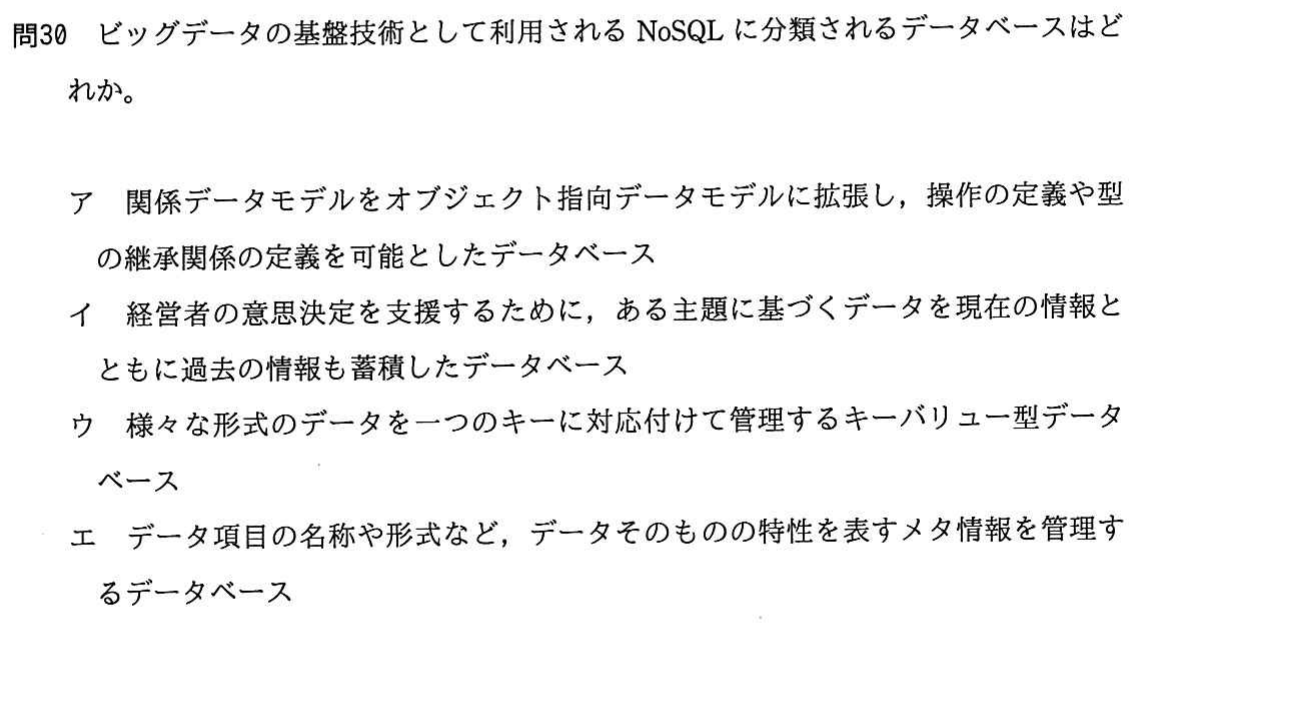 問30 ビッグデータの基盤技術として利用される NoSQL に分類されるデータベースはど
れか。
ア 関係データモデルをオブジェクト指向データモデルに拡張し，操作の定義や型
の継承関係の定義を可能としたデータベース
イ 経営者の意思決定を支援するために，ある主題に基づくデータを現在の情報と
ともに過去の情報も蓄積したデータベース
ウ 様々な形式のデータを一つのキーに対応付けて管理するキーバリュー型データ
ベース
エ データ項目の名称や形式など，データそのものの特性を表すメタ情報を管理す
るデータベース